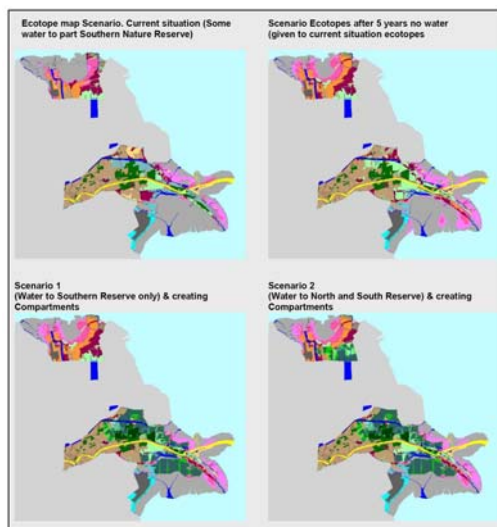 Ecotope map Scenario. Current situation (Some
water to part Southern Nature Reserve)
Scenario Ecotopes after 5 years no water
(given to current situation ecotopes
Scenario 1
(Water to Southern Reserve only) & creating
Compartments
Scenario 2
(Water to North and South Reserve) & creating
Compartments